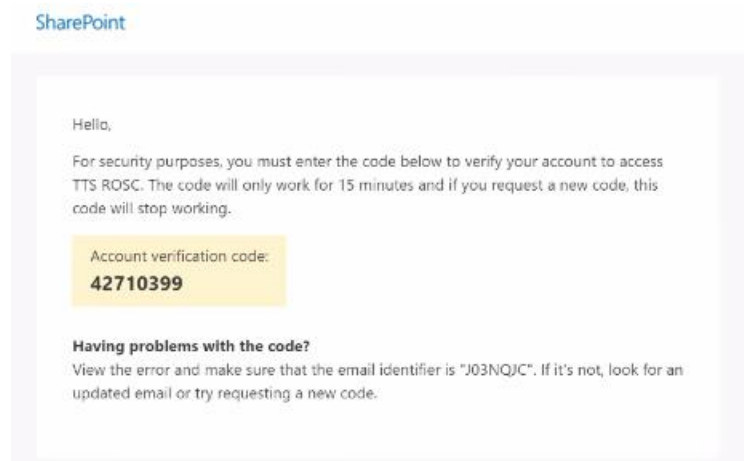 SharePoint
Hello,
For security purposes, you must enter the code below to verify your account to access
TTS ROSC. The code will only work for 15 minutes and if you request a new code, this
code will stop working.
Account verification code:
42710399
Having problems with the code?
View the error and make sure that the email identifier is "J03NQJC". If it's not, look for an
updated email or try requesting a new code.